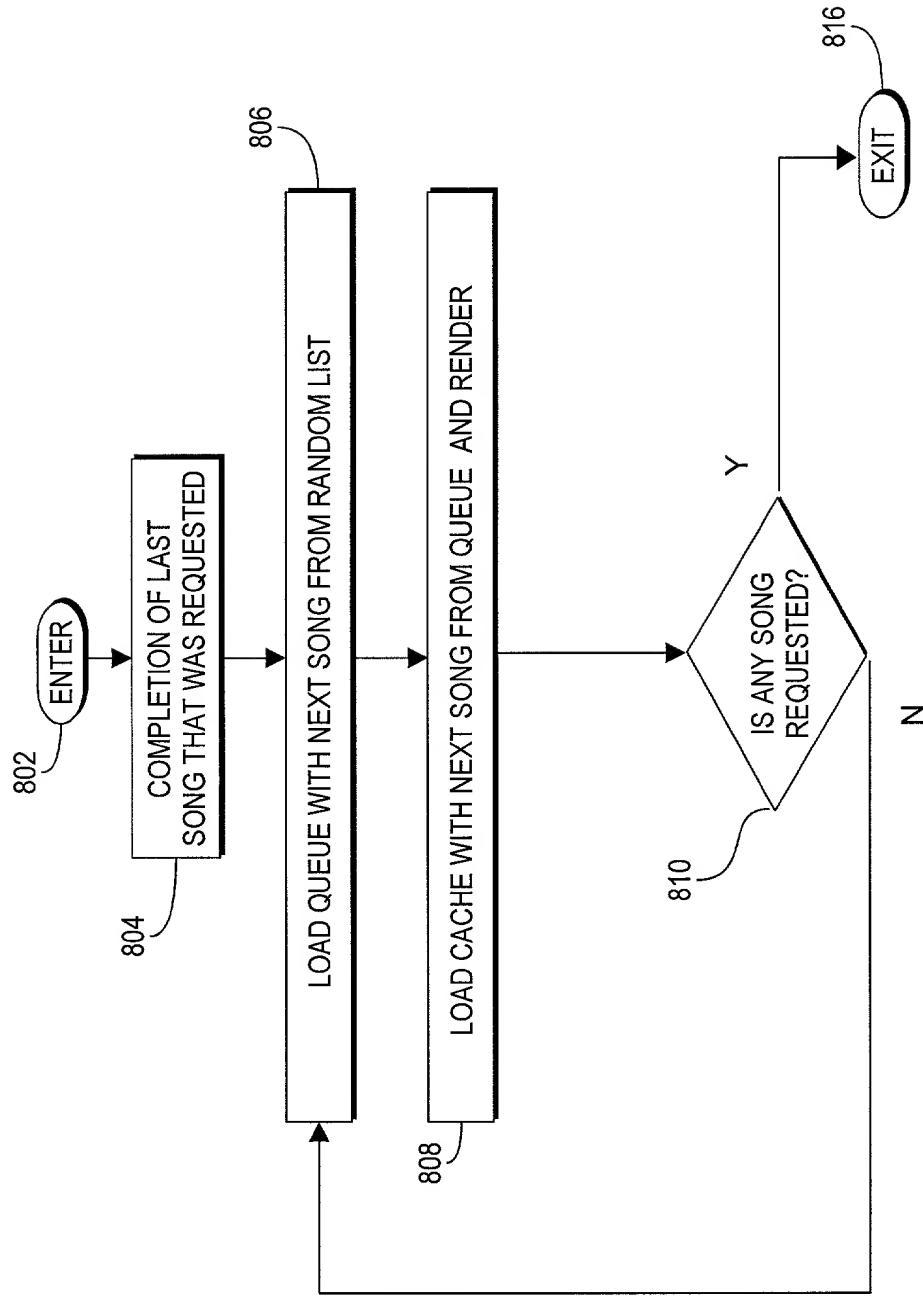 802
ENTER
804
COMPLETION OF LAST
SONG THAT WAS REQUESTED
806
LOAD QUEUE WITH NEXT SONG FROM RANDOM LIST
808
LOAD CACHE WITH NEXT SONG FROM QUEUE AND RENDER
810
IS ANY SONG
REQUESTED?
Y
N
816
EXIT